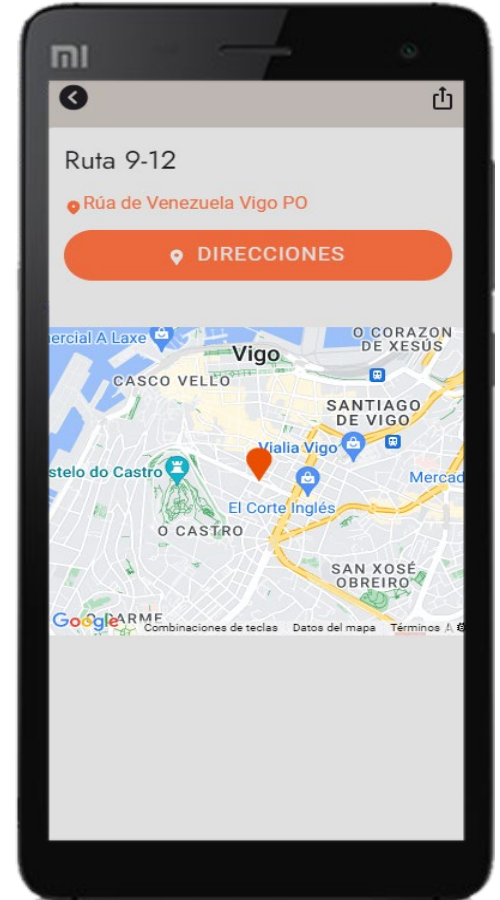 mi
Ruta 9-12
Rúa de Venezuela Vigo PO
DIRECCIONES
ercial A Laxe
O CORAZON
DE XESÚS
Vigo
CASCO VELLO
SANTIAGO
DE VIGO
Vialia Vigo
stelo do Castro
Mercad
El Corte Inglés
O CASTRO
SAN XOSÉ
OBREIRO
O CARME
Google
Combinaciones de teclas
Datos del mapa
Términos